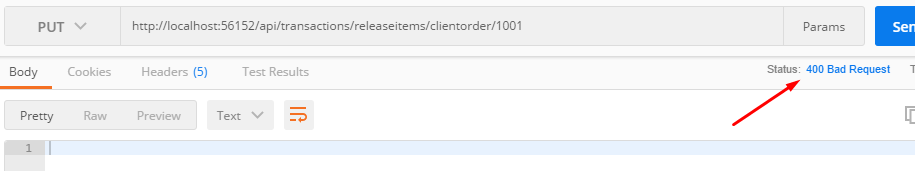 PUT http://localhost:56152/api/transactions/releaseitems/clientorder/1001 Params
Body Cookies Headers (5) Test Results Status: 400 Bad Request
Pretty Raw Preview Text
1